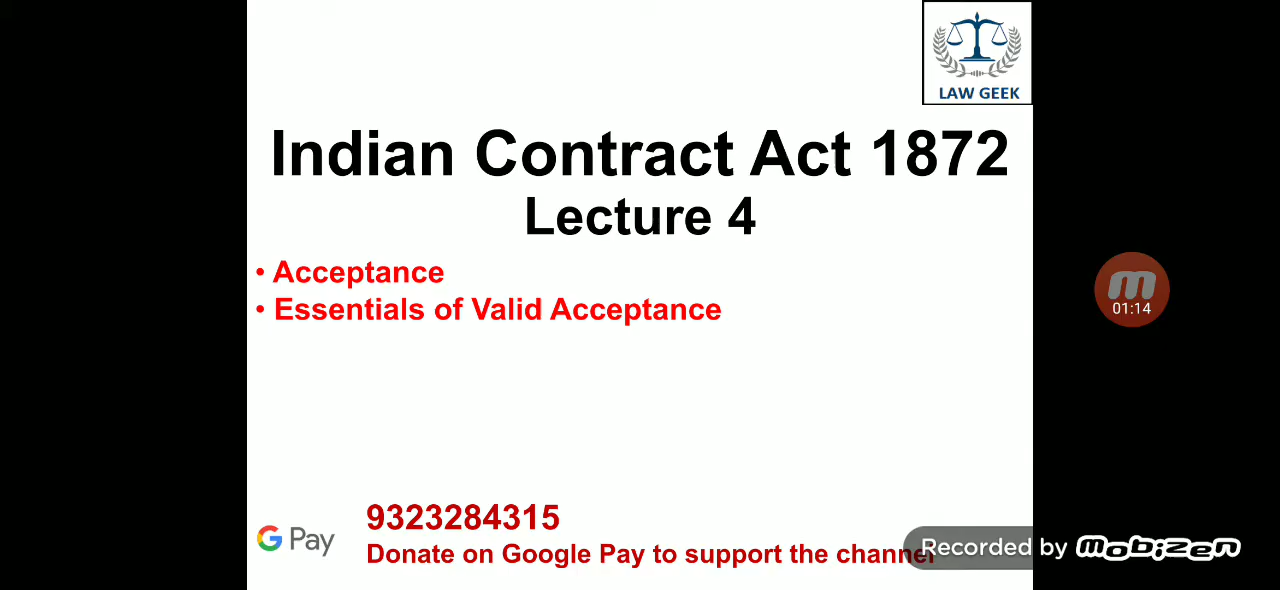 LAW GEEK
Indian Contract Act 1872
Lecture 4
• Acceptance
• Essentials of Valid Acceptance
01:14
9323284315
G Pay
Donate on Google Pay to support the channel
Recorded by mobizen